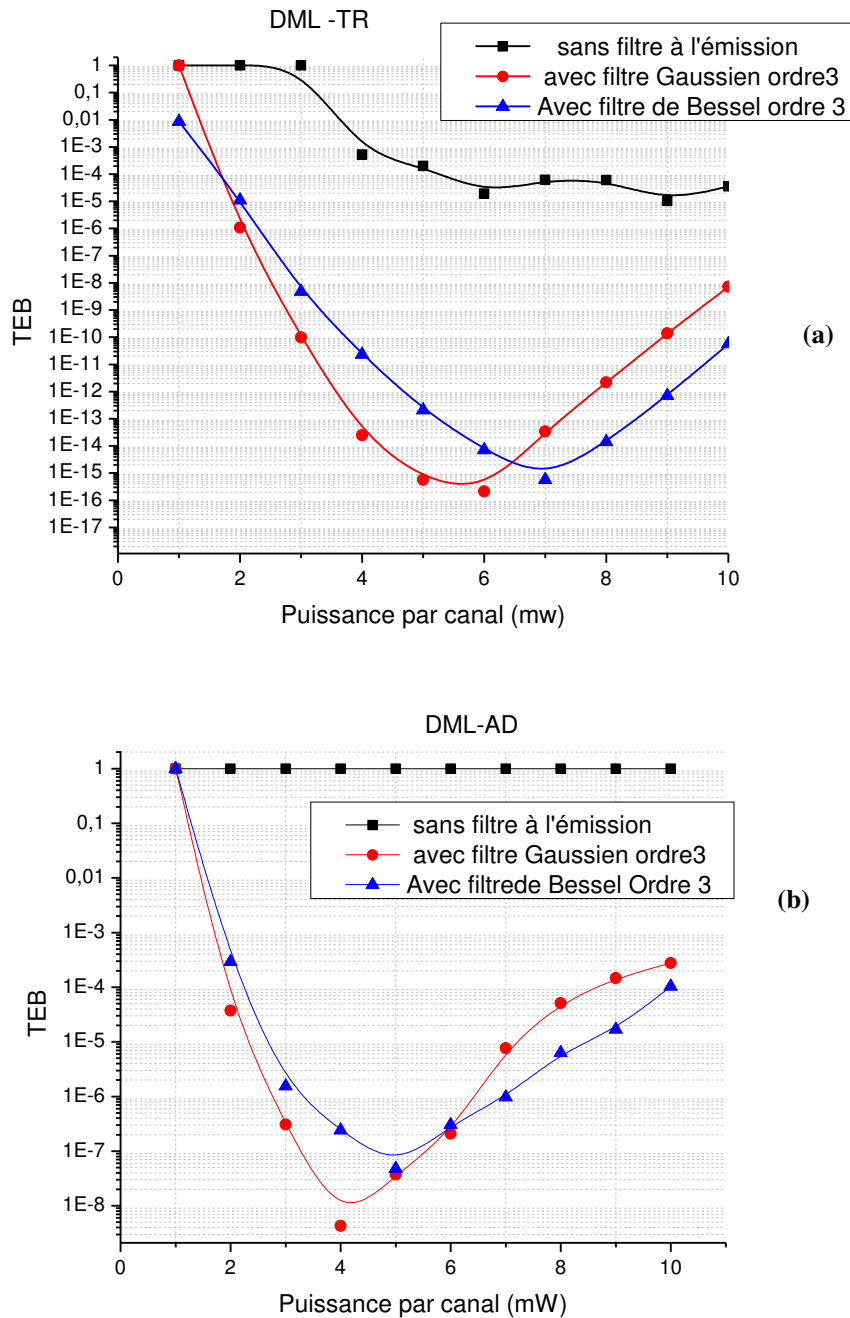 DML -TR
sans filtre à l'émission
avec filtre Gaussien ordre3
Avec filtre de Bessel ordre 3
1
0,1
0,01
1E-3
1E-4
1E-5
1E-6
1E-7
1E-8
1E-9
1E-10
1E-11
1E-12
1E-13
1E-14
1E-15
1E-16
1E-17
TEB
(a)
0 2 4 6 8 10
Puissance par canal (mw)
DML-AD
1
0,1
0,01
1E-3
1E-4
1E-5
1E-6
1E-7
1E-8
sans filtre à l'émission
avec filtre Gaussien ordre3
Avec filtrede Bessel Ordre 3
TEB
(b)
0 2 4 6 8 10
Puissance par canal (mW)